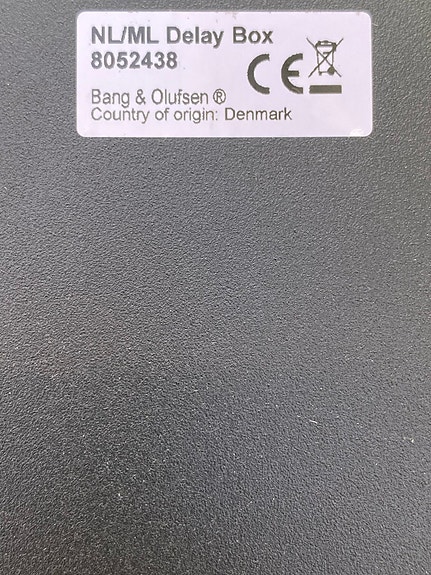 NL/ML Delay Box
8052438
CE
Bang & Olufsen ®
Country of origin: Denmark